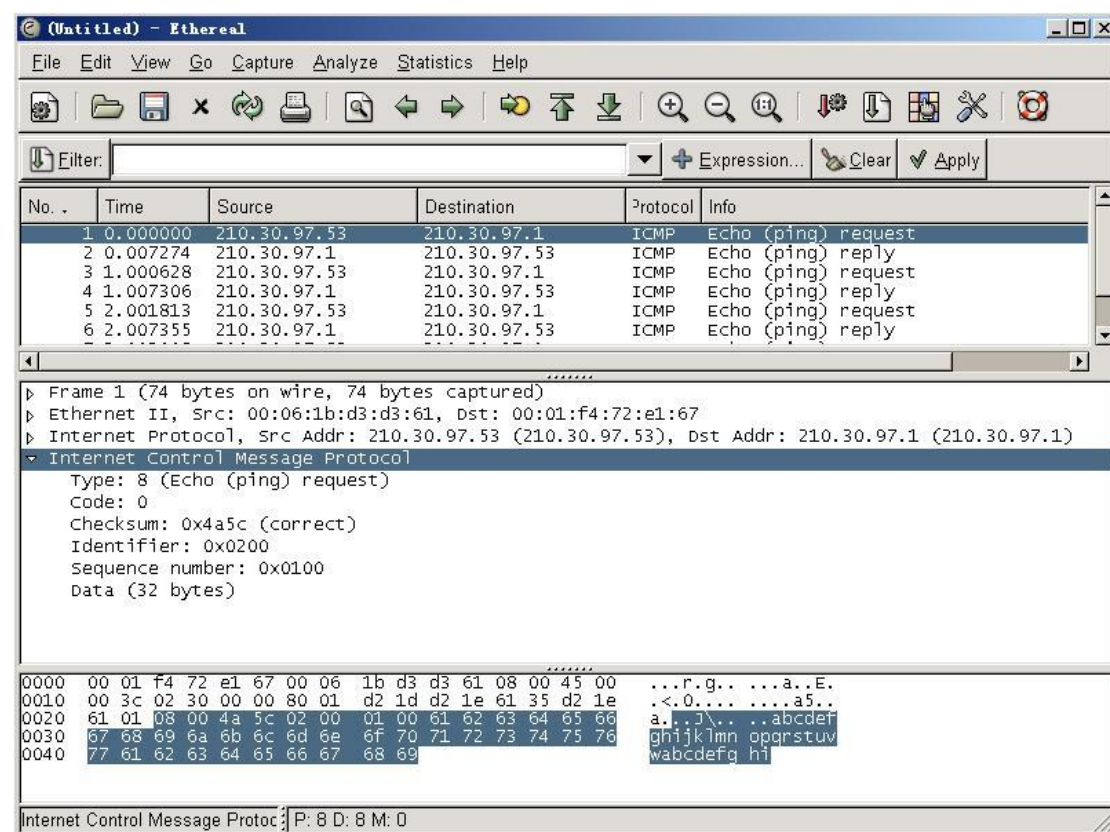 (Untitled) - Ethereal
File Edit View Go Capture Analyze Statistics Help
Filter: Expression... Clear Apply
No. . Time Source Destination Protocol Info
1 0.000000 210.30.97.53 210.30.97.1 ICMP Echo (ping) request
2 0.007274 210.30.97.1 210.30.97.53 ICMP Echo (ping) reply
3 1.000628 210.30.97.53 210.30.97.1 ICMP Echo (ping) request
4 1.007306 210.30.97.1 210.30.97.53 ICMP Echo (ping) reply
5 2.001813 210.30.97.53 210.30.97.1 ICMP Echo (ping) request
6 2.007355 210.30.97.1 210.30.97.53 ICMP Echo (ping) reply
Frame 1 (74 bytes on wire, 74 bytes captured)
Ethernet II, Src: 00:06:1b:d3:d3:61, Dst: 00:01:f4:72:e1:67
Internet Protocol, Src Addr: 210.30.97.53 (210.30.97.53), Dst Addr: 210.30.97.1 (210.30.97.1)
Internet Control Message Protocol
Type: 8 (Echo (ping) request)
Code: 0
Checksum: 0x4a5c (correct)
Identifier: 0x0200
Sequence number: 0x0100
Data (32 bytes)
0000 00 01 f4 72 e1 67 00 06 1b d3 d3 61 08 00 45 00 ...r.g.. ...a..E.
0010 00 3c 02 30 00 00 80 01 d2 1d d2 1e 61 35 d2 1e .<.0.... ....a5..
0020 61 01 08 00 4a 5c 02 00 01 00 61 62 63 64 65 66 a...J\.. ..abcdef
0030 67 68 69 6a 6b 6c 6d 6e 6f 70 71 72 73 74 75 76 ghijklmn opqrstuv
0040 77 61 62 63 64 65 66 67 68 69 wabcdefg hi
Internet Control Message Protoc P: 8 D: 8 M: 0